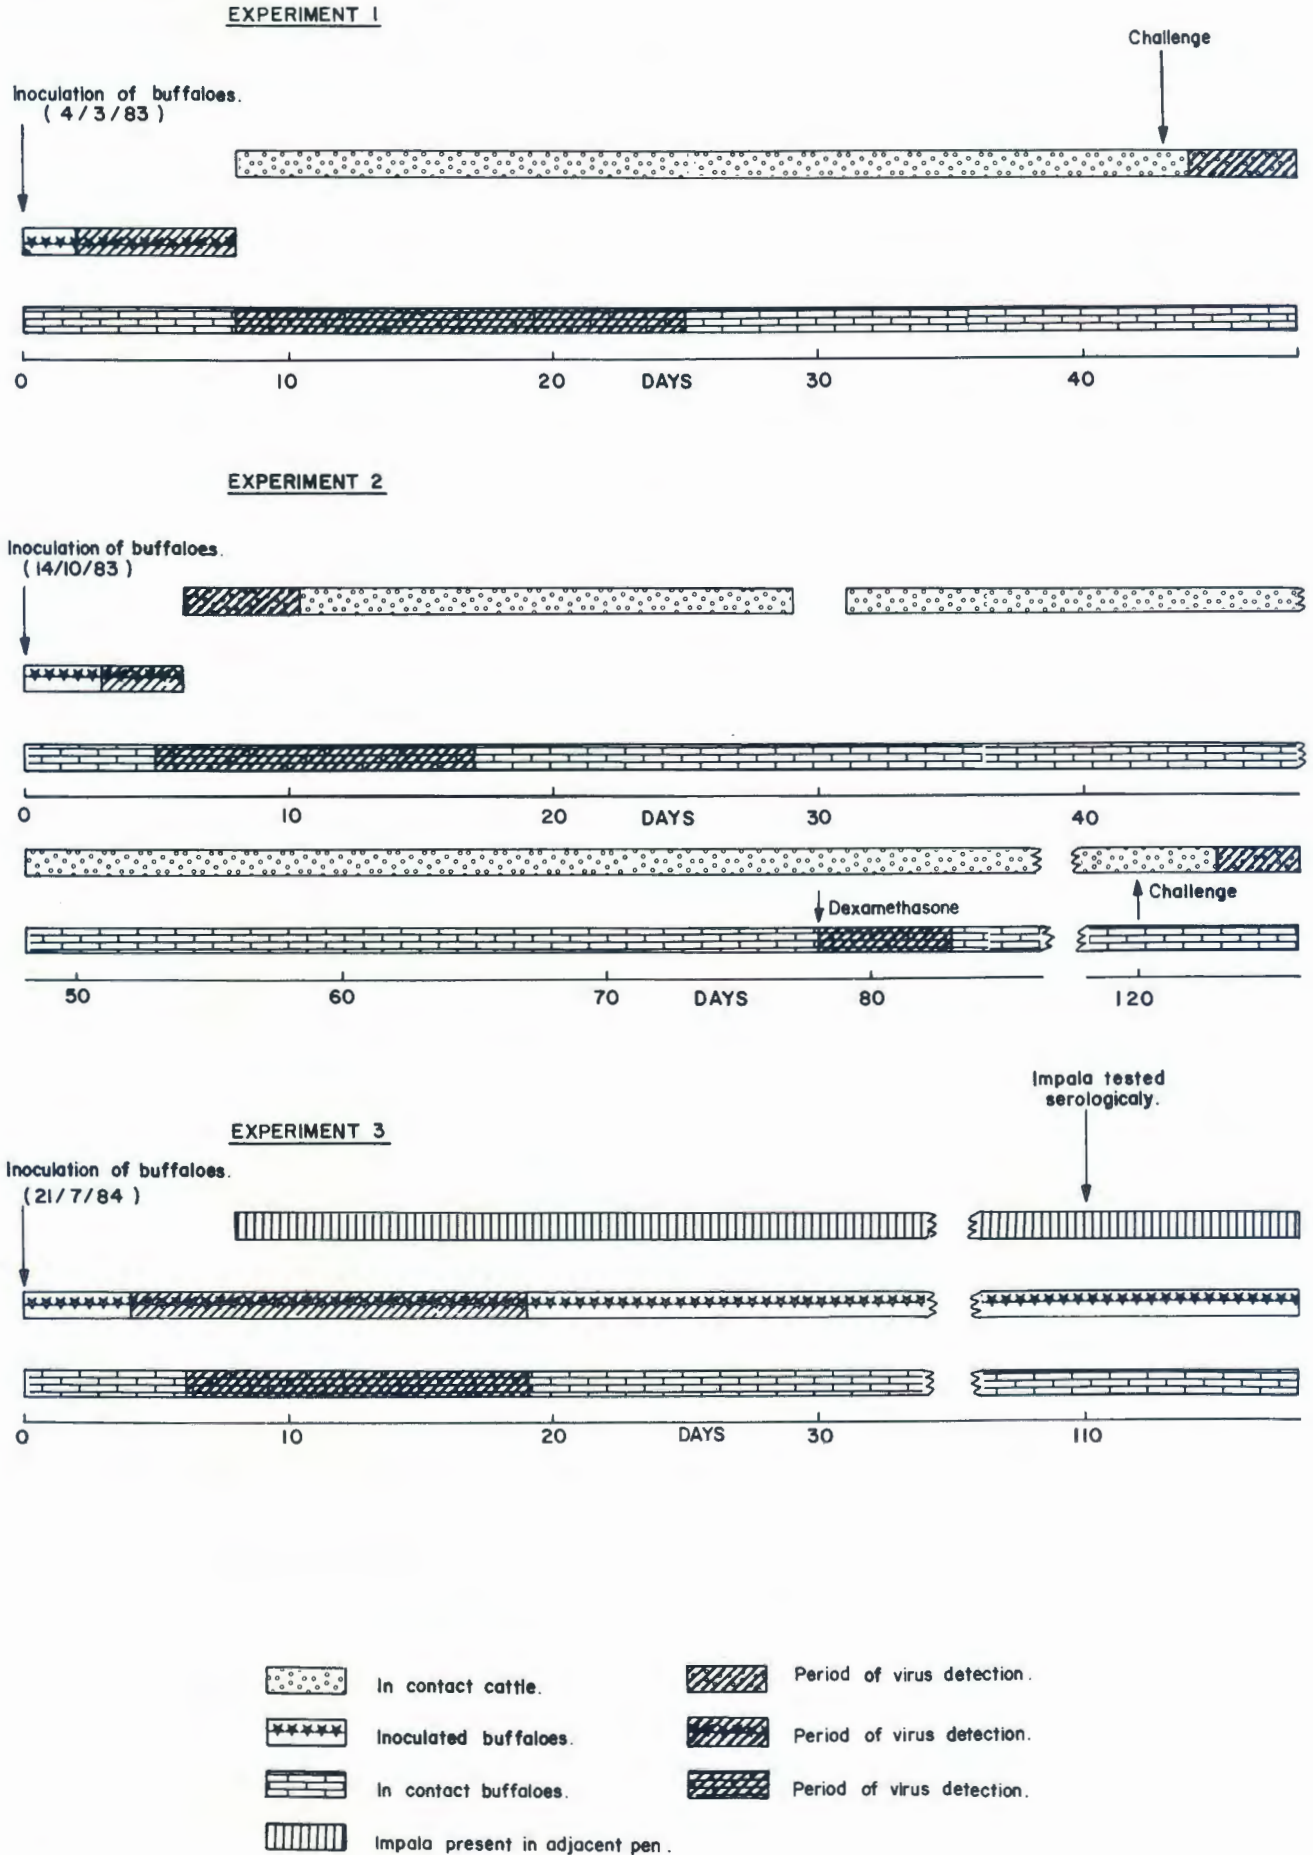 EXPERIMENT 1
Challenge
Inoculation of buffaloes.
( 4/3/83 )
0 10 20 DAYS 30 40
EXPERIMENT 2
Inoculation of buffaloes.
( 14/10/83 )
0 10 20 DAYS 30 40
Dexamethasone
Challenge
50 60 70 DAYS 80 120
Impala tested
serologicaly.
EXPERIMENT 3
Inoculation of buffaloes.
( 21/7/84 )
0 10 20 DAYS 30 110
In contact cattle.
Period of virus detection.
Inoculated buffaloes.
Period of virus detection.
In contact buffaloes.
Period of virus detection.
Impala present in adjacent pen.